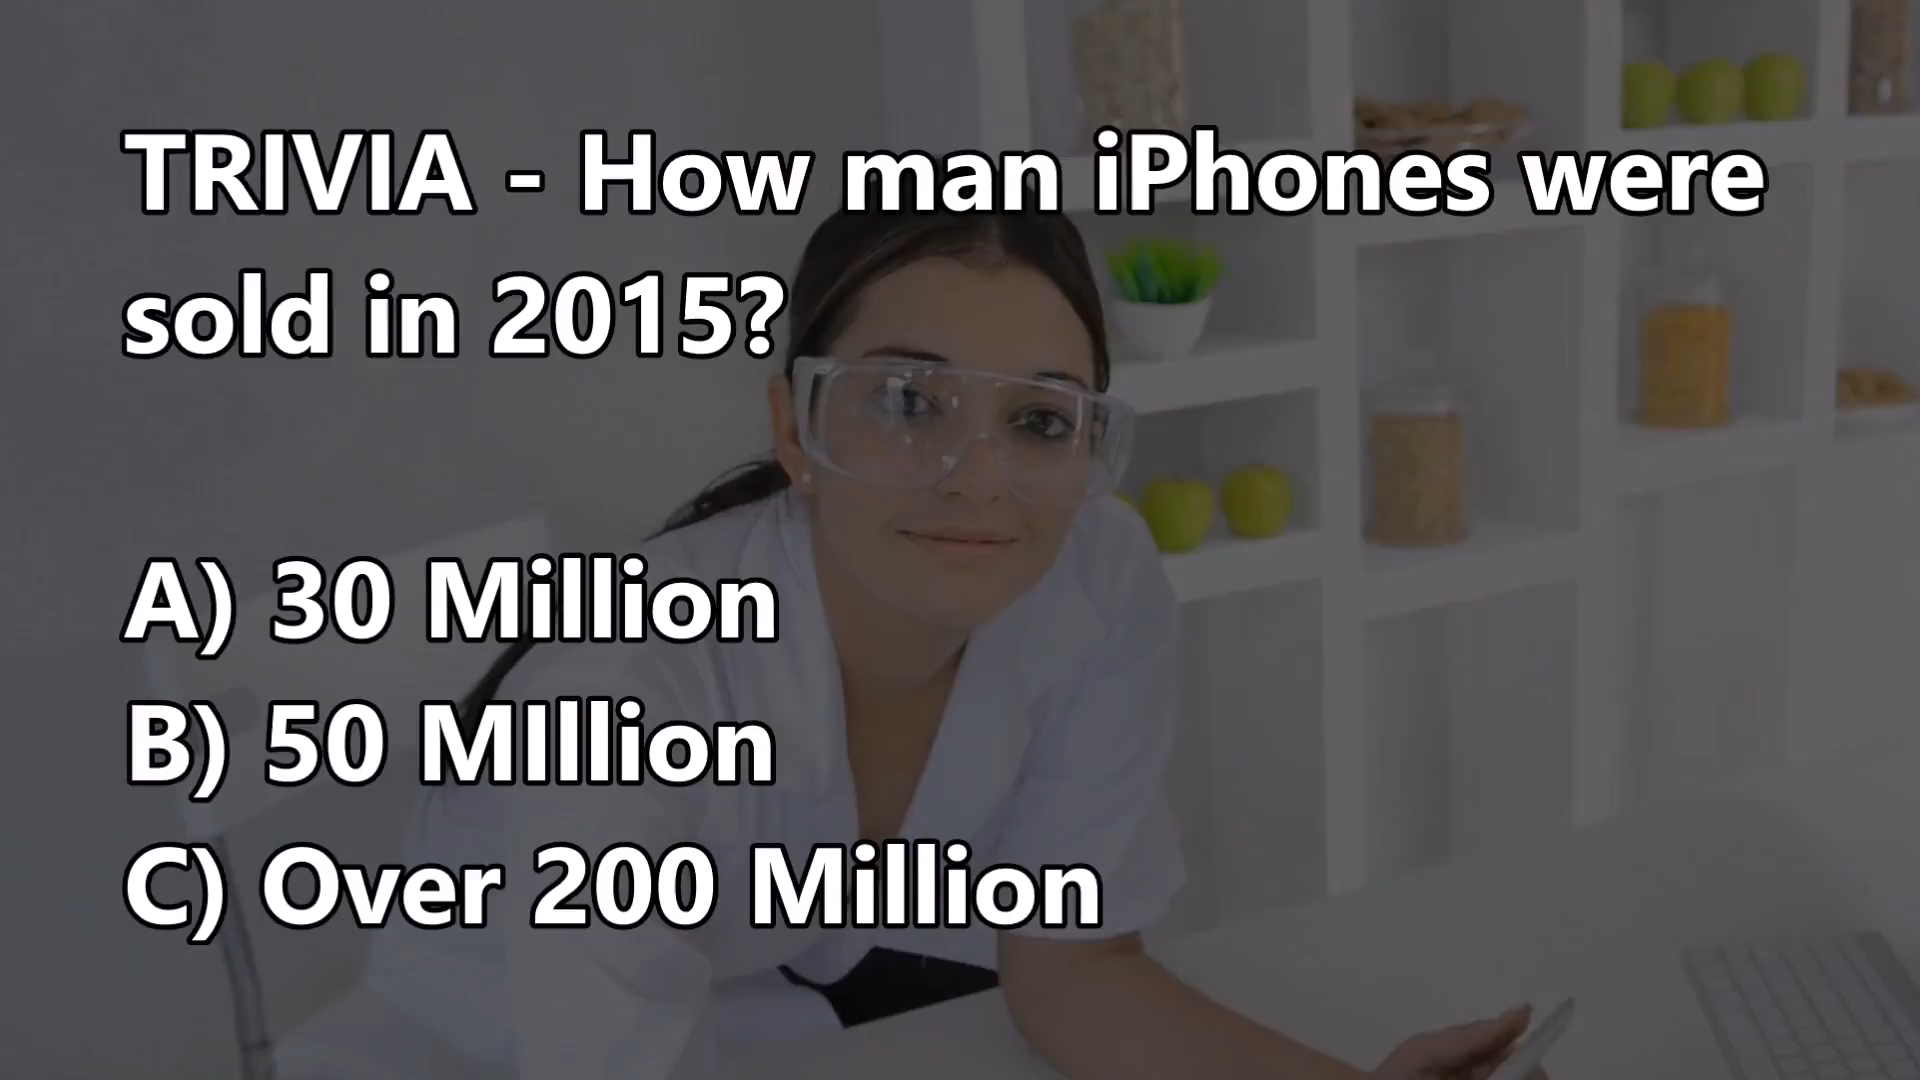 TRIVIA - How man iPhones were
sold in 2015?
A) 30 Million
B) 50 MIllion
C) Over 200 Million